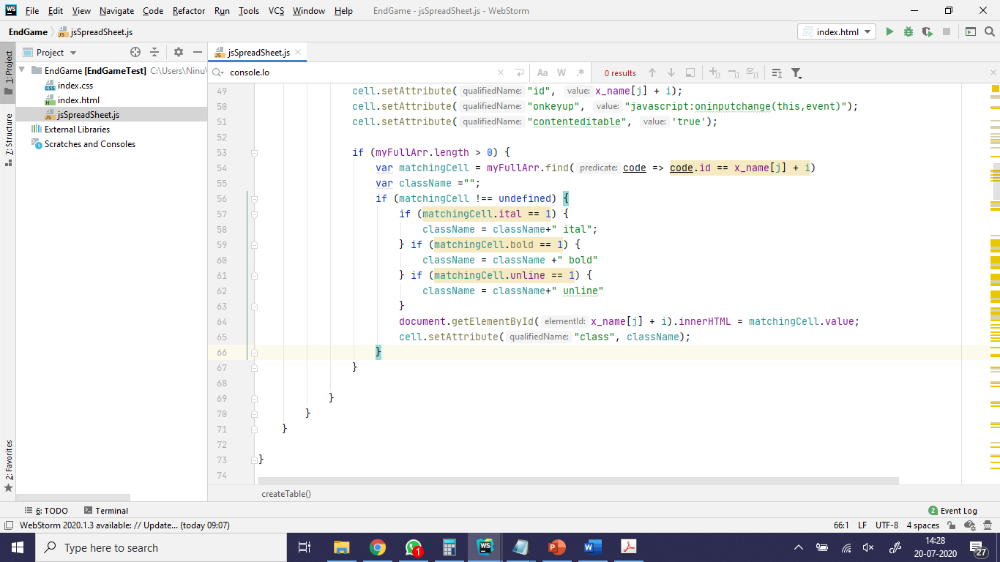 WS File Edit View Navigate Code Refactor Run Tools VCS Window Help EndGame - jsSpreadSheet.js - WebStorm
EndGame jsSpreadSheet.js index.html
Project jsSpreadSheet.js
EndGame [EndGameTest] C:\Users\Ninu\
index.css
index.html
jsSpreadSheet.js
External Libraries
Scratches and Consoles
1: Project
7: Structure
2: Favorites
console.lo Aa W .* 0 results
49 cell.setAttribute( qualifiedName: "id", value: x_name[j] + i);
50 cell.setAttribute( qualifiedName: "onkeyup", value: "javascript:oninputchange(this,event)");
51 cell.setAttribute( qualifiedName: "contenteditable", value: 'true');
52
53 if (myFullArr.length > 0) {
54 var matchingCell = myFullArr.find( predicate: code => code.id == x_name[j] + i)
55 var className ="";
56 if (matchingCell !== undefined) {
57 if (matchingCell.ital == 1) {
58 className = className+" ital";
59 } if (matchingCell.bold == 1) {
60 className = className +" bold"
61 } if (matchingCell.unline == 1) {
62 className = className+" unline"
63 }
64 document.getElementById( elementId: x_name[j] + i).innerHTML = matchingCell.value;
65 cell.setAttribute( qualifiedName: "class", className);
66 }
67 }
68
69 }
70 }
71 }
72
73 }
74
createTable()
6: TODO Terminal 2 Event Log
WebStorm 2020.1.3 available: // Update... (today 09:07) 66:1 LF UTF-8 4 spaces
Type here to search 1 WS P W 14:28
20-07-2020 27